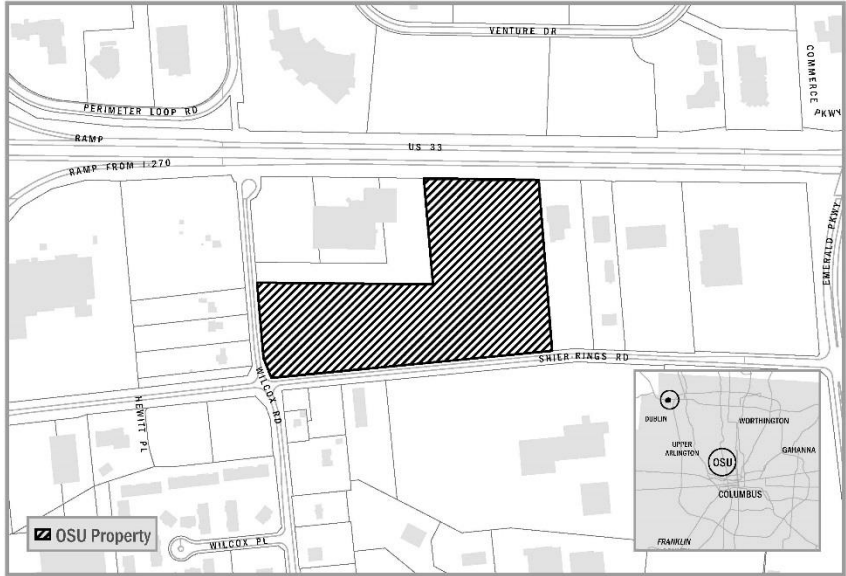 VENTURE DR
COMMERCE
PKWY
PERIMETER LOOP RD
RAMP
US 33
RAMP FROM I-270
EMERALD PKWY
SHIER-RINGS RD
WILCOX RD
HEWITT PL
WILCOX PL
OSU Property
DUBLIN
WORTHINGTON
UPPER
ARLINGTON
GAHANNA
OSU
COLUMBUS
FRANKLIN